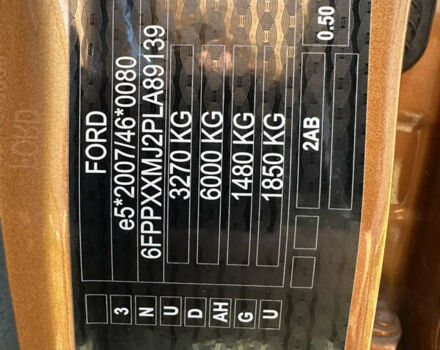 FORD
e5*2007/46*0080
6FPPXXMJ2PLA89139
3270 KG
6000 KG
1480 KG
1850 KG
2AB
0.50
3 N U D AH G U